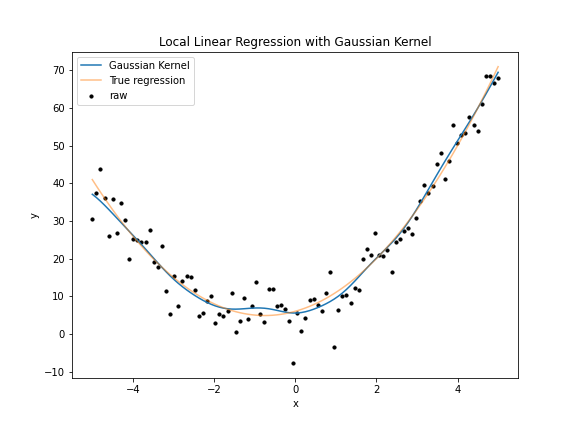 Local Linear Regression with Gaussian Kernel
Gaussian Kernel
True regression
raw
70
60
50
40
30
20
10
0
−10
y
−4
−2
0
2
4
x